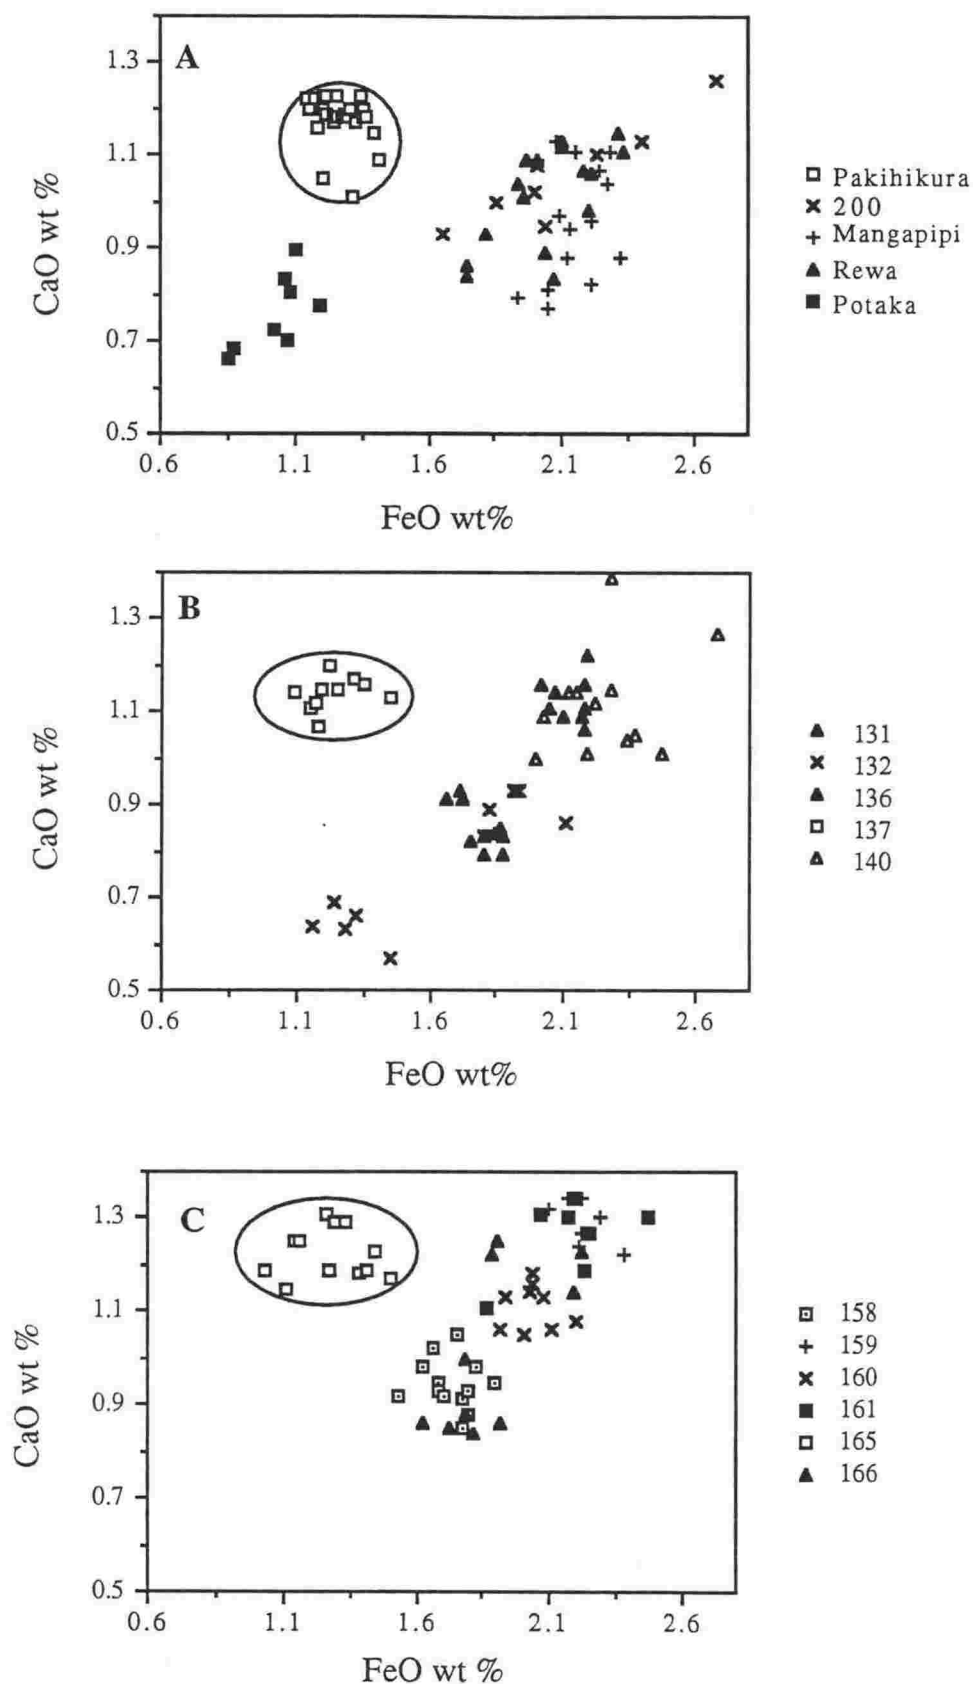 A
1.3
1.1
0.9
0.7
0.5
CaO wt %
0.6 1.1 1.6 2.1 2.6
FeO wt%
Pakihikura
200
Mangapipi
Rewa
Potaka
B
1.3
1.1
0.9
0.7
0.5
CaO wt %
0.6 1.1 1.6 2.1 2.6
FeO wt%
131
132
136
137
140
C
1.3
1.1
0.9
0.7
0.5
CaO wt %
0.6 1.1 1.6 2.1 2.6
FeO wt %
158
159
160
161
165
166